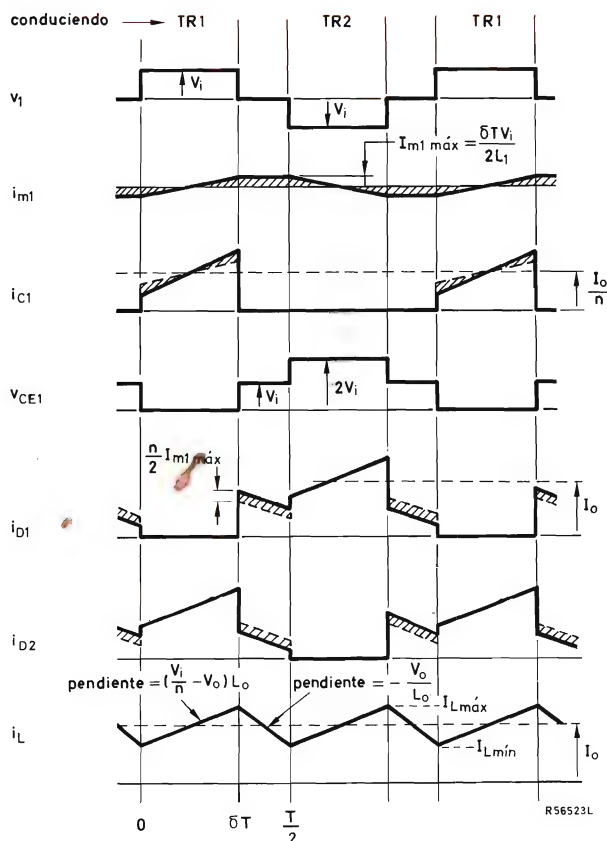 conduciendo → TR1 TR2 TR1
v1
Vi
Vi
Im1 máx = δTVi / 2L1
im1
iC1
Io / n
vCE1
Vi
2Vi
n/2 Im1 máx
iD1
Io
iD2
pendiente=(Vi/n −Vo) Lo
pendiente=− Vo / Lo
ILmáx
iL
ILmín
Io
0 δT T/2
R56523L